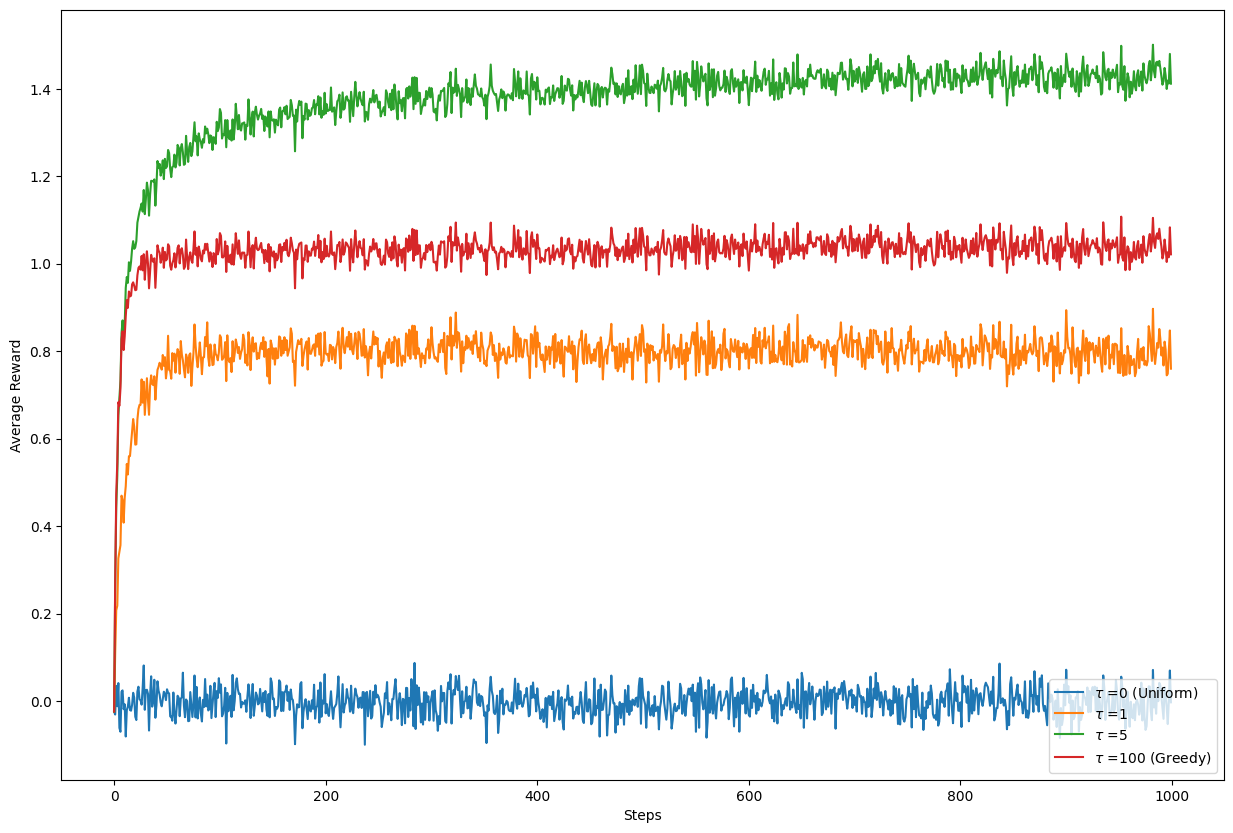 1.4
1.2
1.0
0.8
0.6
0.4
0.2
0.0
Average Reward
0
200
400
600
800
1000
Steps
τ =0 (Uniform)
τ =1
τ =5
τ =100 (Greedy)